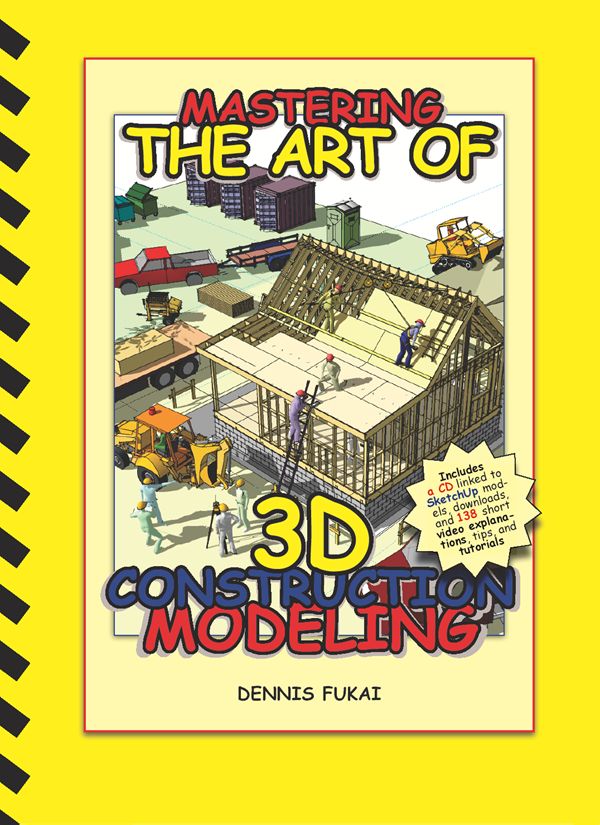 MASTERING
THE ART OF
Includes
a CD linked to
SketchUp mod-
els, downloads,
and 138 short
video explana-
tions, tips, and
tutorials
3D
CONSTRUCTION
MODELING
DENNIS FUKAI